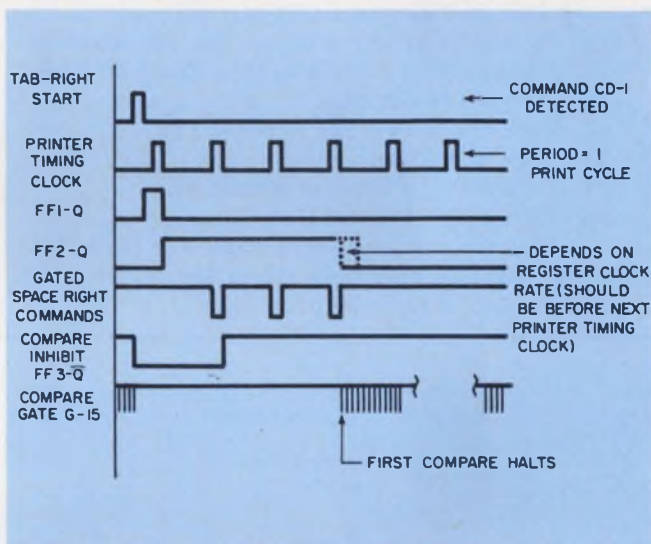 TAB-RIGHT
START
COMMAND CD-1
DETECTED
PRINTER
TIMING
CLOCK
PERIOD = 1
PRINT CYCLE
FF1-Q
FF2-Q
DEPENDS ON
REGISTER CLOCK
RATE (SHOULD
BE BEFORE NEXT
PRINTER TIMING
CLOCK)
GATED
SPACE RIGHT
COMMANDS
COMPARE
INHIBIT
FF3-Q̅
COMPARE
GATE G-15
FIRST COMPARE HALTS